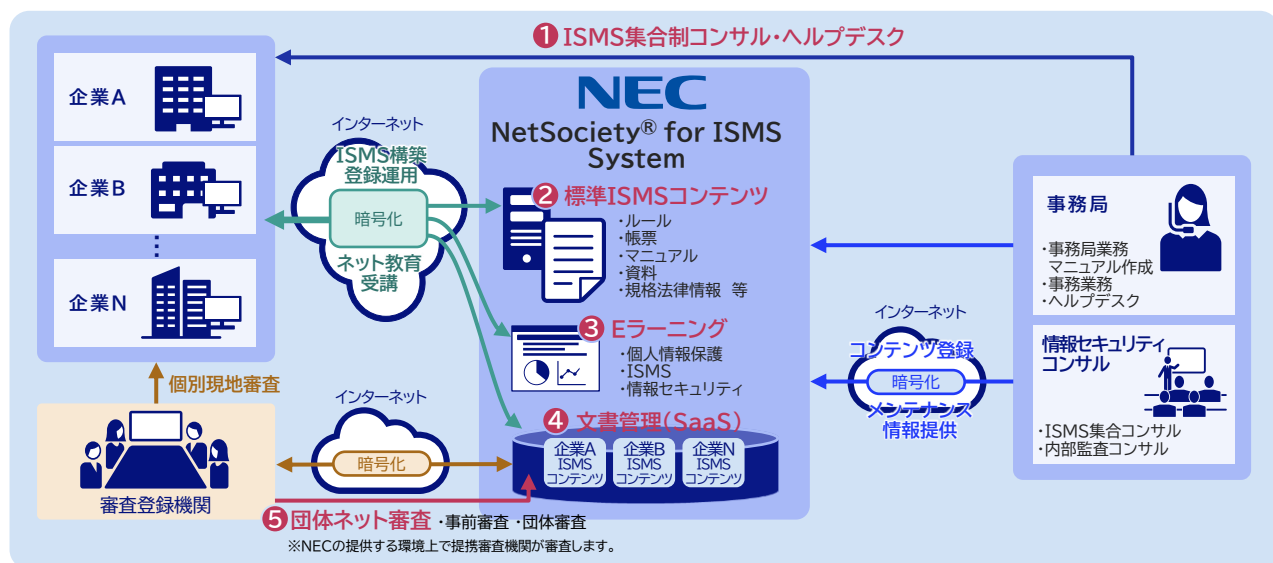 ❶ISMS集合制コンサル・ヘルプデスク
企業A
企業B
企業N
インターネット
ISMS構築
登録運用
暗号化
ネット教育
受講
NEC
NetSociety® for ISMS
System
❷標準ISMSコンテンツ
・ルール
・帳票
・マニュアル
・資料
・規格法律情報 等
❸Eラーニング
・個人情報保護
・ISMS
・情報セキュリティ
❹文書管理(SaaS)
企業A
ISMS
コンテンツ
企業B
ISMS
コンテンツ
企業N
ISMS
コンテンツ
事務局
・事務局業務
マニュアル作成
・事務業務
・ヘルプデスク
インターネット
コンテンツ登録
暗号化
メンテナンス
情報提供
情報セキュリティ
コンサル
・ISMS集合コンサル
・内部監査コンサル
個別現地審査
インターネット
暗号化
審査登録機関
❺団体ネット審査 ・事前審査 ・団体審査
※NECの提供する環境上で提携審査機関が審査します。